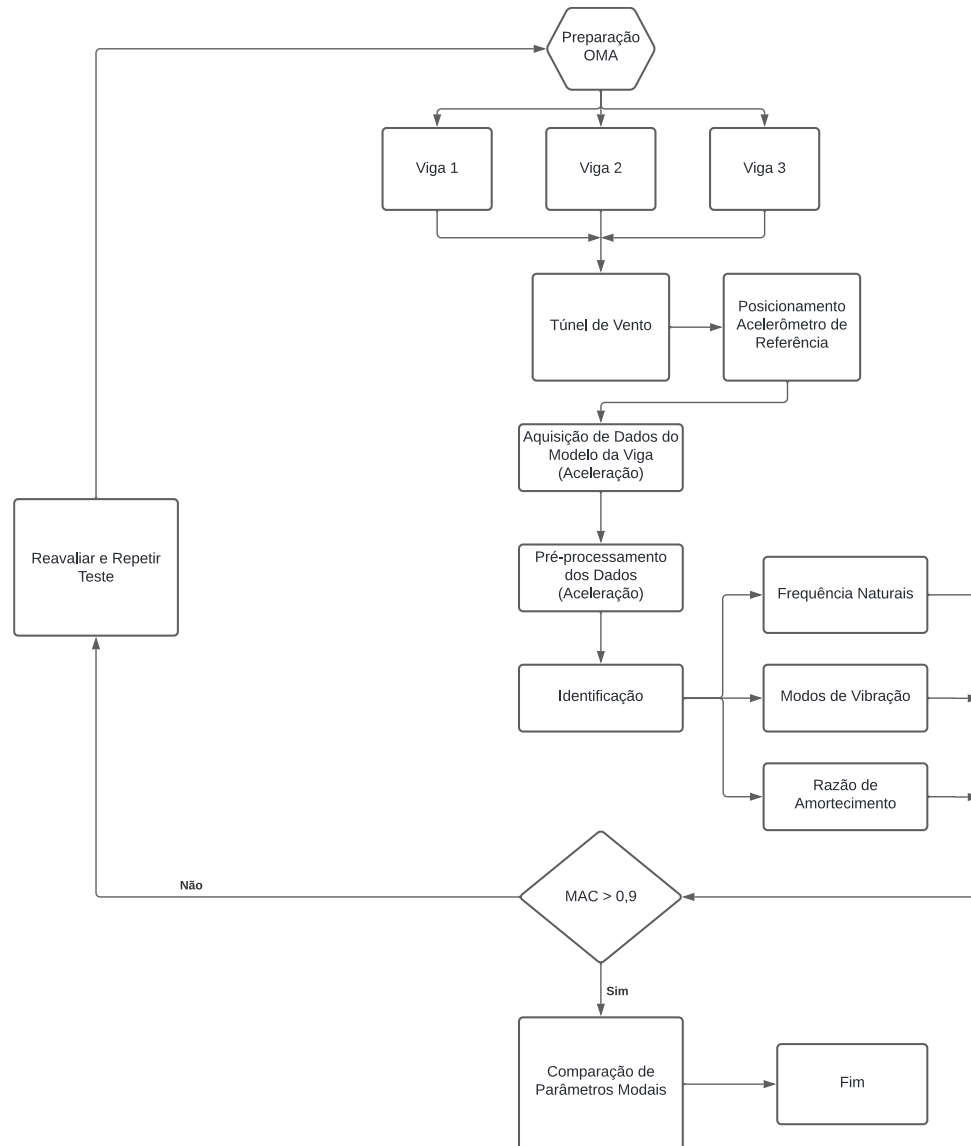 Preparação
OMA
Viga 1
Viga 2
Viga 3
Túnel de Vento
Posicionamento
Acelerômetro de
Referência
Aquisição de Dados do
Modelo da Viga
(Aceleração)
Reavaliar e Repetir
Teste
Pré-processamento
dos Dados
(Aceleração)
Frequência Naturais
Identificação
Modos de Vibração
Razão de
Amortecimento
Não
MAC > 0,9
Sim
Comparação de
Parâmetros Modais
Fim